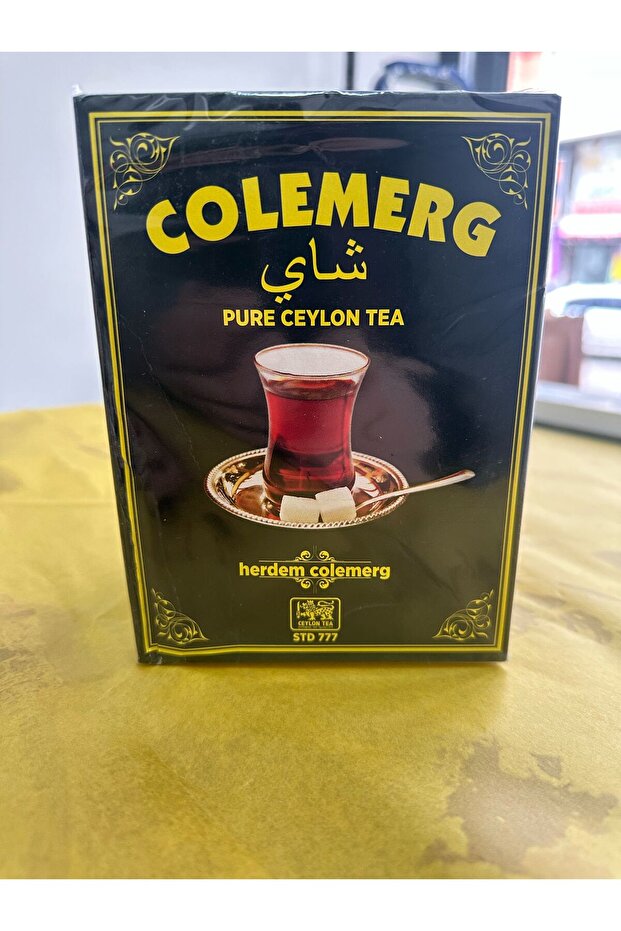 COLEMERG
شاي
PURE CEYLON TEA
herdem colemerg
CEYLON TEA
STD 777